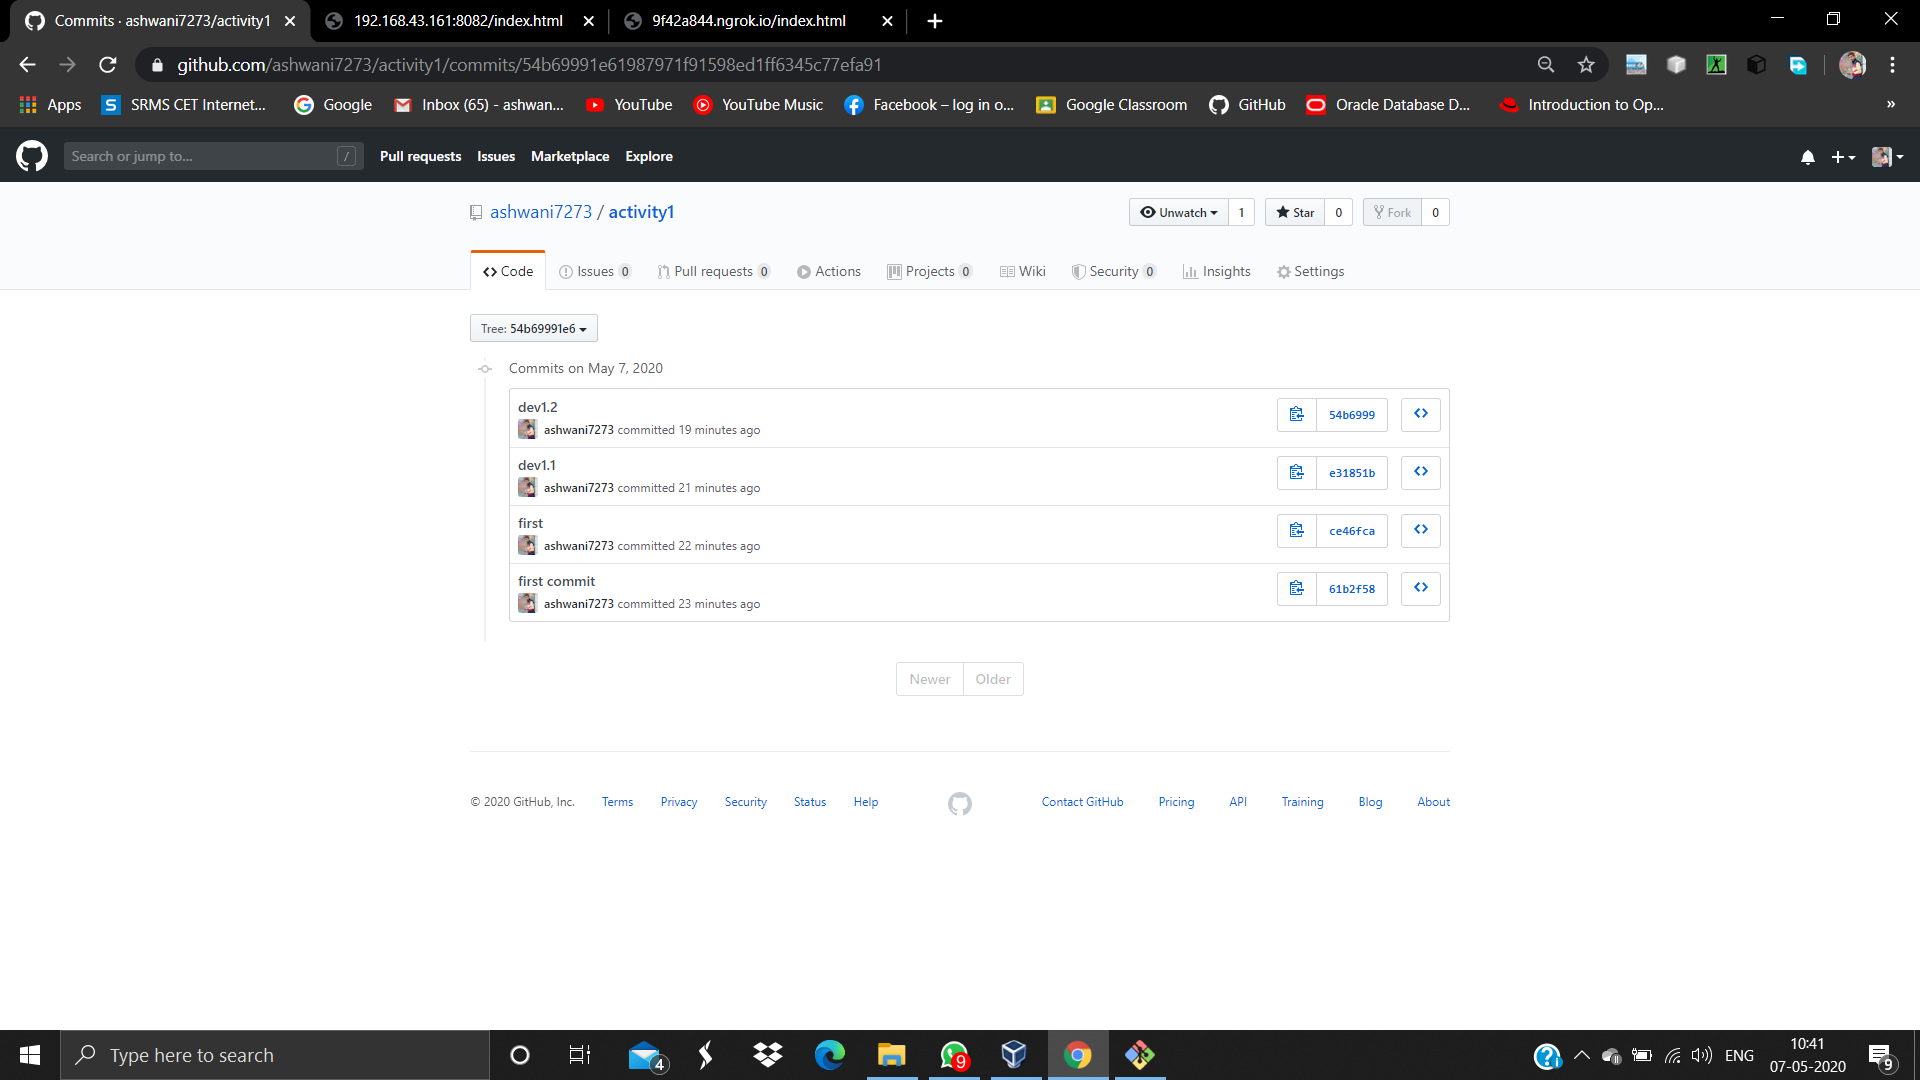 Commits · ashwani7273/activity1
192.168.43.161:8082/index.html
9f42a844.ngrok.io/index.html
github.com/ashwani7273/activity1/commits/54b69991e61987971f91598ed1ff6345c77efa91
Apps
SRMS CET Internet...
Google
Inbox (65) - ashwan...
YouTube
YouTube Music
Facebook – log in o...
Google Classroom
GitHub
Oracle Database D...
Introduction to Op...
»
Search or jump to...
/
Pull requests
Issues
Marketplace
Explore
ashwani7273 / activity1
Unwatch 1
Star 0
Fork 0
Code
Issues 0
Pull requests 0
Actions
Projects 0
Wiki
Security 0
Insights
Settings
Tree: 54b69991e6
Commits on May 7, 2020
dev1.2
ashwani7273 committed 19 minutes ago
54b6999
dev1.1
ashwani7273 committed 21 minutes ago
e31851b
first
ashwani7273 committed 22 minutes ago
ce46fca
first commit
ashwani7273 committed 23 minutes ago
61b2f58
Newer Older
© 2020 GitHub, Inc.
Terms
Privacy
Security
Status
Help
Contact GitHub
Pricing
API
Training
Blog
About
Type here to search
4
9
ENG
10:41
07-05-2020
9